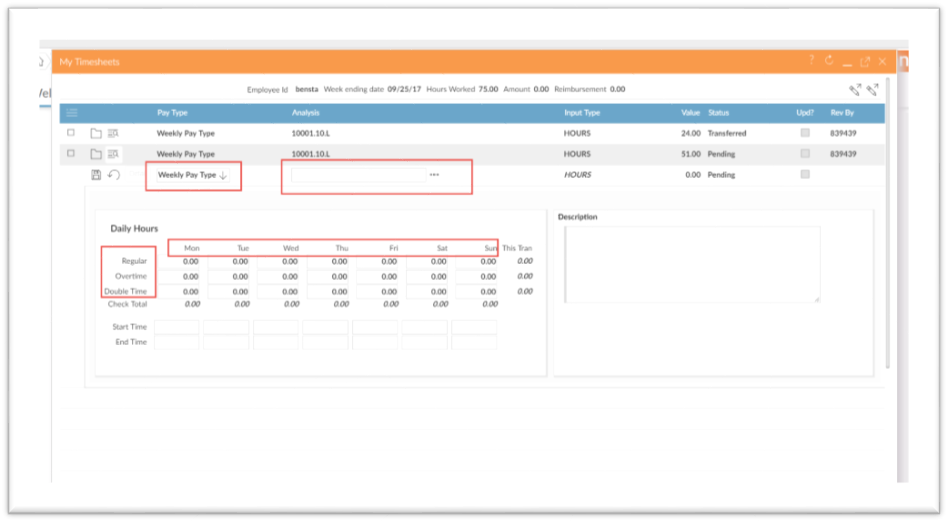 My Timesheets ?
Vel
Employee Id bensta Week ending date 09/25/17 Hours Worked 75.00 Amount 0.00 Reimbursement 0.00
Pay Type Analysis Input Type Value Status Upd? Rev By
Weekly Pay Type 10001.10.L HOURS 24.00 Transferred 839439
Weekly Pay Type 10001.10.L HOURS 51.00 Pending 839439
Weekly Pay Type ↓ ... HOURS 0.00 Pending
Daily Hours
Mon Tue Wed Thu Fri Sat Sun This Tran
Regular 0.00 0.00 0.00 0.00 0.00 0.00 0.00 0.00
Overtime 0.00 0.00 0.00 0.00 0.00 0.00 0.00 0.00
Double Time 0.00 0.00 0.00 0.00 0.00 0.00 0.00 0.00
Check Total 0.00 0.00 0.00 0.00 0.00 0.00 0.00
Start Time
End Time
Description